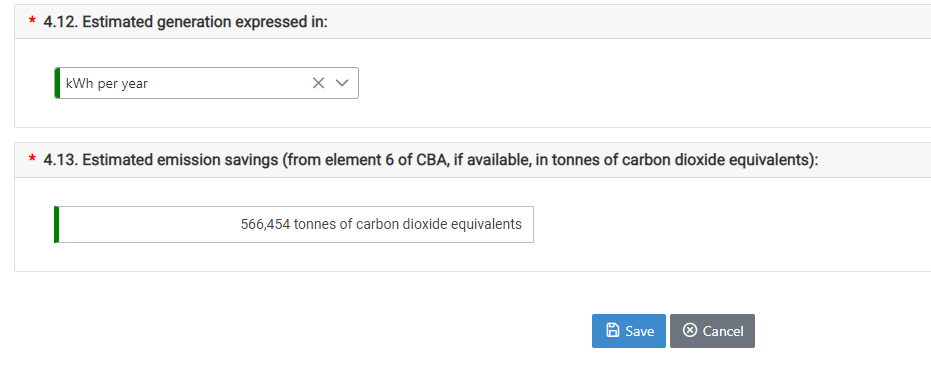 * 4.12. Estimated generation expressed in:
kWh per year
* 4.13. Estimated emission savings (from element 6 of CBA, if available, in tonnes of carbon dioxide equivalents):
566,454 tonnes of carbon dioxide equivalents
Save Cancel